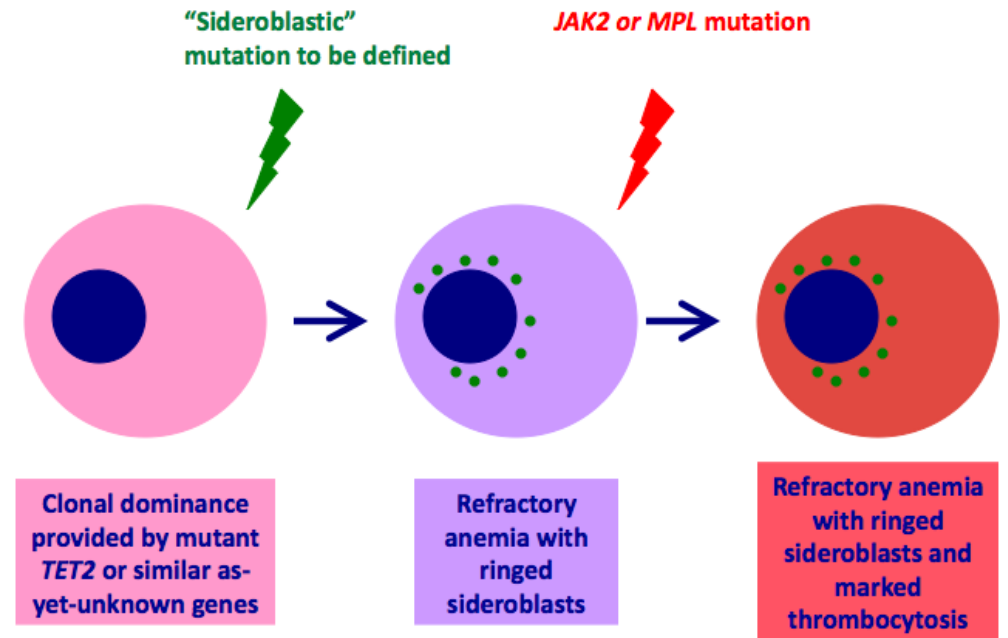 “Sideroblastic”
mutation to be defined
JAK2 or MPL mutation
Clonal dominance
provided by mutant
TET2 or similar as-
yet-unknown genes
Refractory
anemia with
ringed
sideroblasts
Refractory anemia
with ringed
sideroblasts and
marked
thrombocytosis